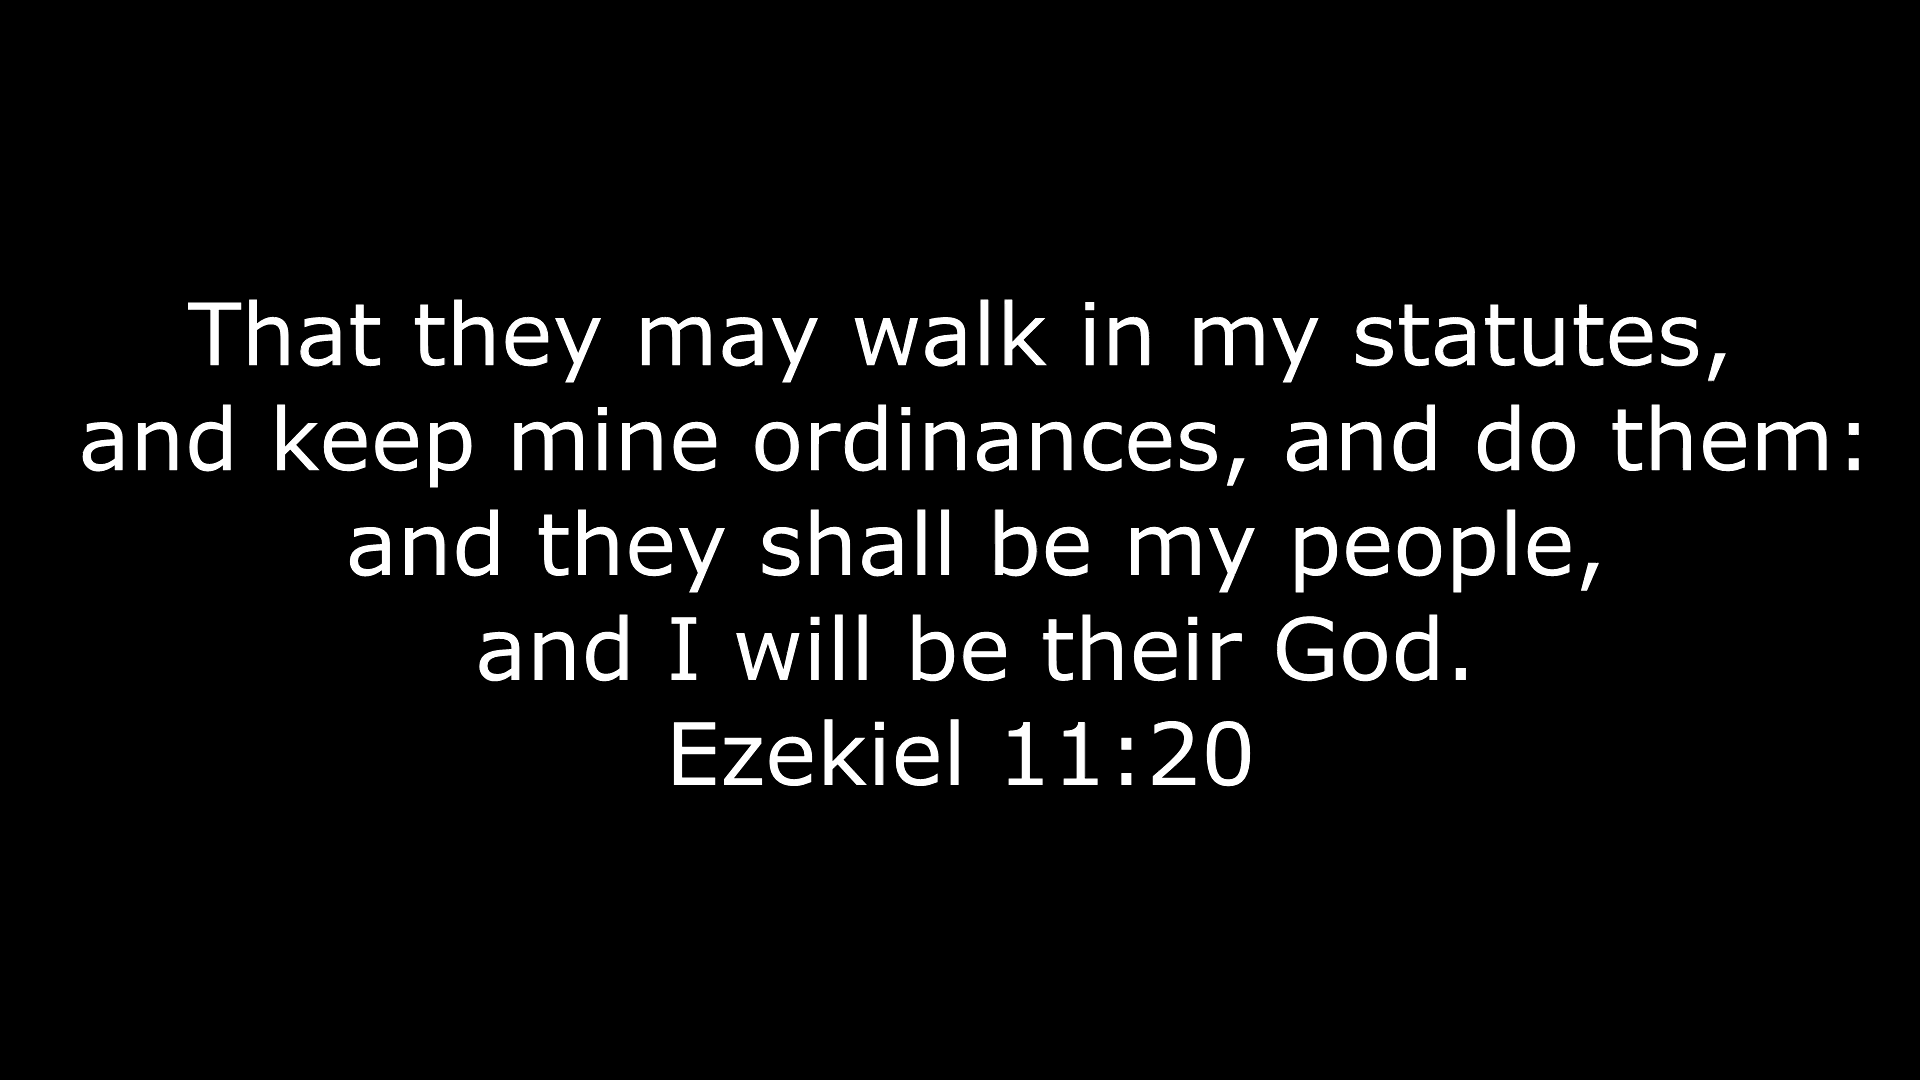 That they may walk in my statutes,
and keep mine ordinances, and do them:
and they shall be my people,
and I will be their God.
Ezekiel 11:20